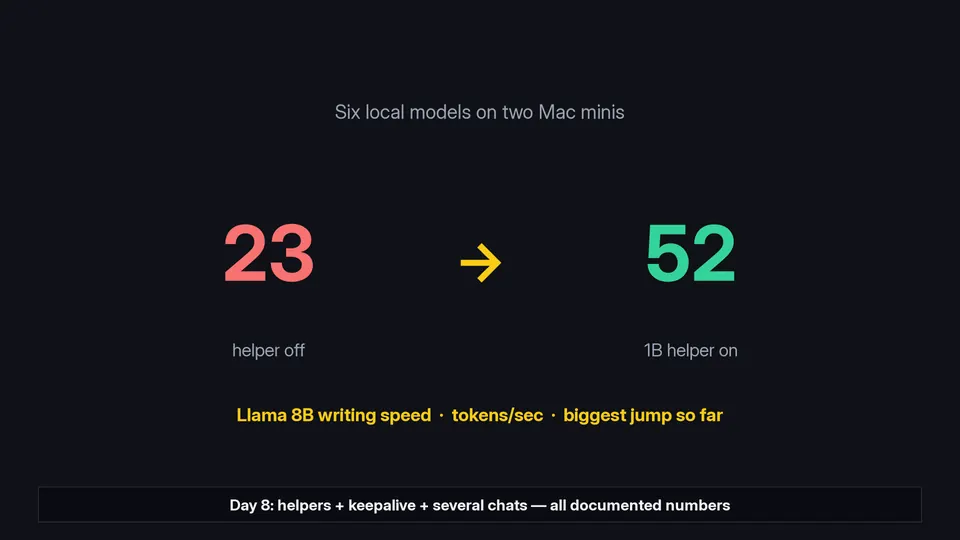 Six local models on two Mac minis
23 → 52
helper off 1B helper on
Llama 8B writing speed · tokens/sec · biggest jump so far
Day 8: helpers + keepalive + several chats — all documented numbers